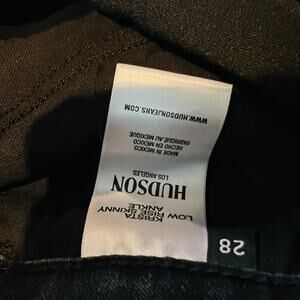 28
KRISTA
LOW RISE SKINNY
ANKLE
HUDSON
LOS ANGELES
MADE IN MEXICO
HECHO EN MEXICO
FABRIQUE AU MEXIQUE
WWW.HUDSONJEANS.COM